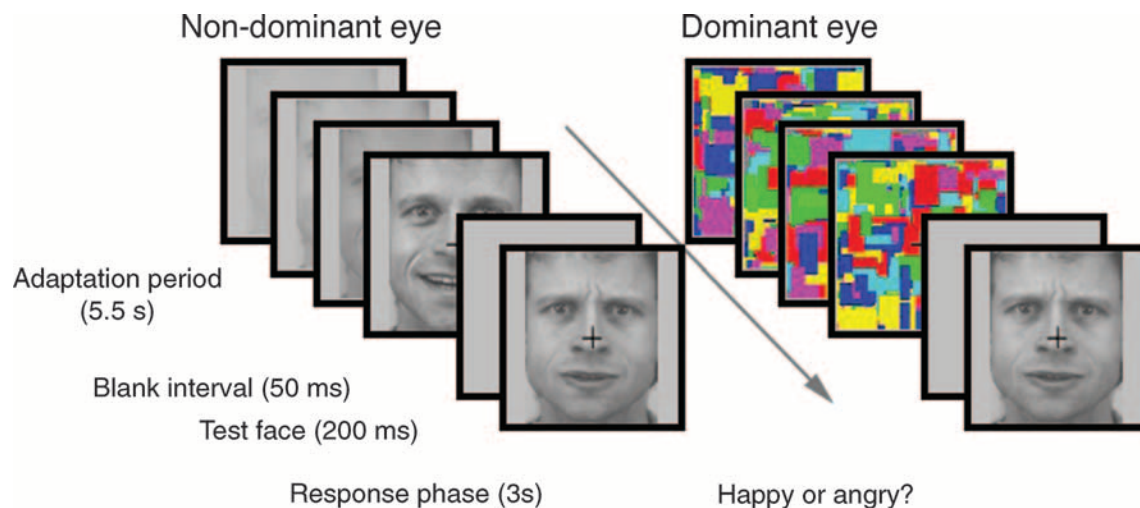 Non-dominant eye
Dominant eye
Adaptation period
(5.5 s)
Blank interval (50 ms)
Test face (200 ms)
Response phase (3s)
Happy or angry?